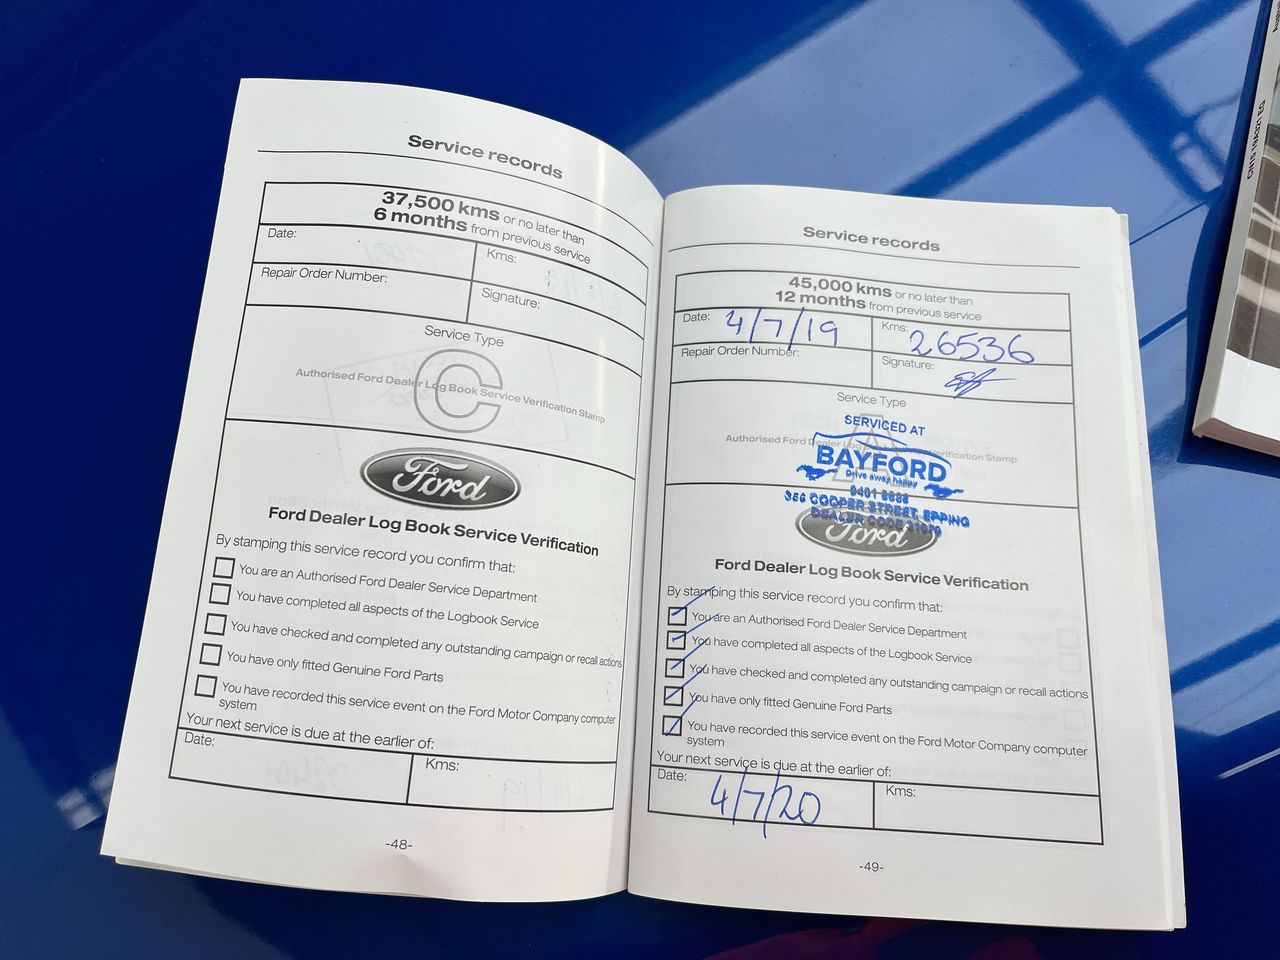 Service records
37,500 kms or no later than
6 months from previous service
Date:
Kms:
Repair Order Number:
Signature:
Service Type
C
Authorised Ford Dealer Log Book Service Verification Stamp
Ford
Ford Dealer Log Book Service Verification
By stamping this service record you confirm that:
You are an Authorised Ford Dealer Service Department
You have completed all aspects of the Logbook Service
You have checked and completed any outstanding campaign or recall actions
You have only fitted Genuine Ford Parts
You have recorded this service event on the Ford Motor Company computer
system
Your next service is due at the earlier of:
Date:
Kms:
-48-
Service records
45,000 kms or no later than
12 months from previous service
Date: 4/7/19
Kms: 26536
Repair Order Number:
Signature:
Service Type
A
Authorised Ford Dealer Log Verification Stamp
SERVICED AT
BAYFORD
Drive away happy
9401 8888
356 COOPER STREET, EPPING
DEALER CODE
Ford
Ford Dealer Log Book Service Verification
By stamping this service record you confirm that:
You are an Authorised Ford Dealer Service Department
You have completed all aspects of the Logbook Service
You have checked and completed any outstanding campaign or recall actions
You have only fitted Genuine Ford Parts
You have recorded this service event on the Ford Motor Company computer
system
Your next service is due at the earlier of:
Date: 4/7/20
Kms:
-49-